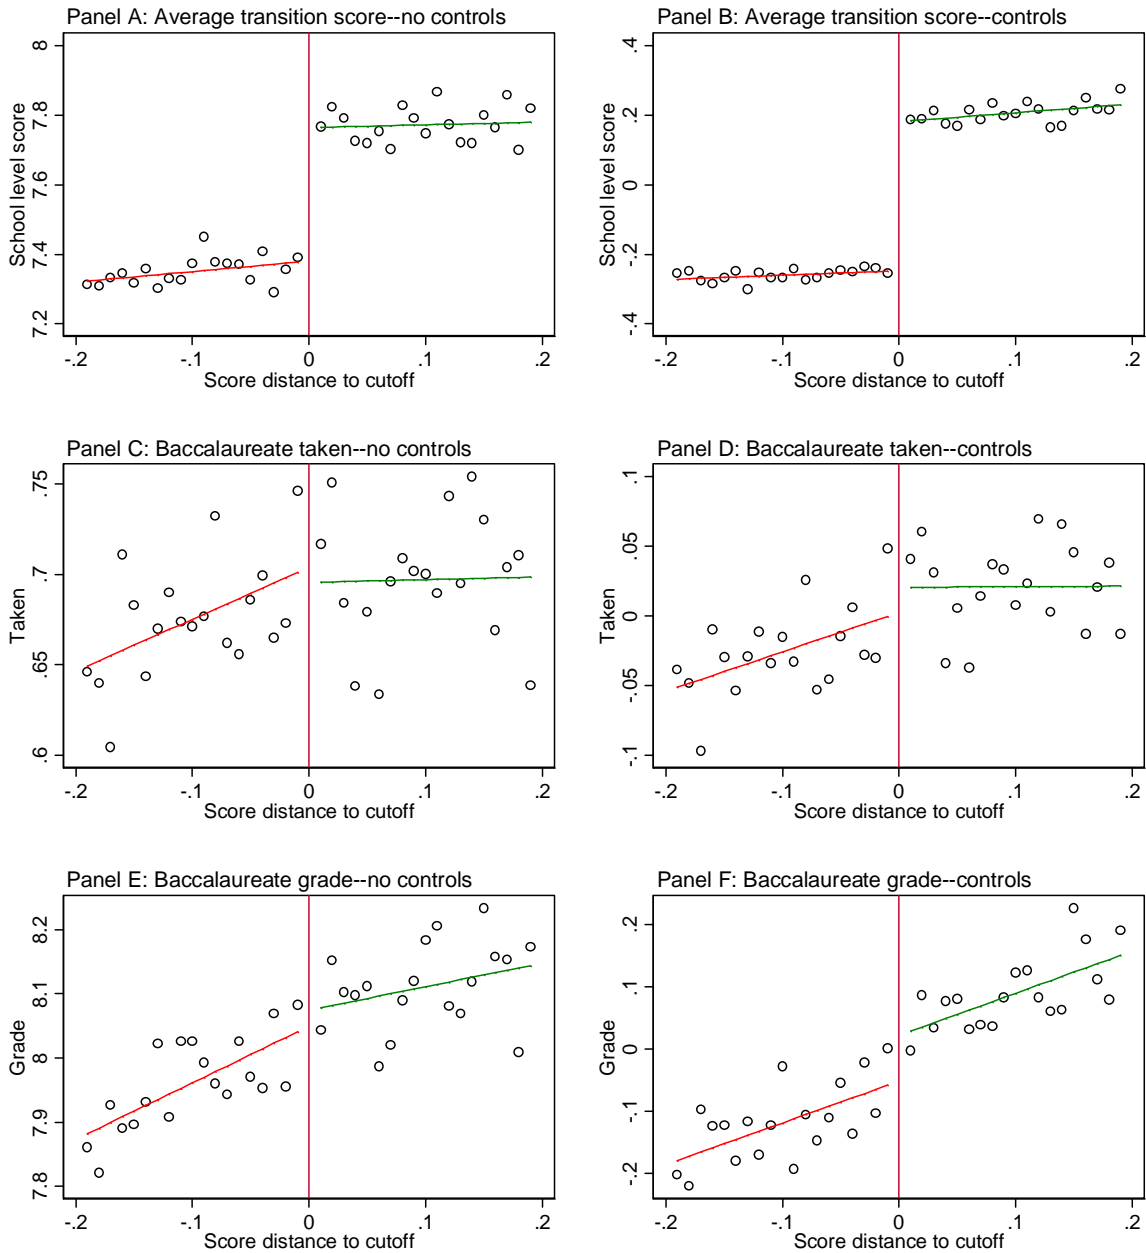 Panel A: Average transition score--no controls
School level score
8
7.8
7.6
7.4
7.2
-.2 -.1 0 .1 .2
Score distance to cutoff
Panel B: Average transition score--controls
School level score
.4
.2
0
-.2
-.4
-.2 -.1 0 .1 .2
Score distance to cutoff
Panel C: Baccalaureate taken--no controls
Taken
.75
.7
.65
.6
-.2 -.1 0 .1 .2
Score distance to cutoff
Panel D: Baccalaureate taken--controls
Taken
.1
.05
0
-.05
-.1
-.2 -.1 0 .1 .2
Score distance to cutoff
Panel E: Baccalaureate grade--no controls
Grade
8.2
8.1
8
7.9
7.8
-.2 -.1 0 .1 .2
Score distance to cutoff
Panel F: Baccalaureate grade--controls
Grade
.2
.1
0
-.1
-.2
-.2 -.1 0 .1 .2
Score distance to cutoff